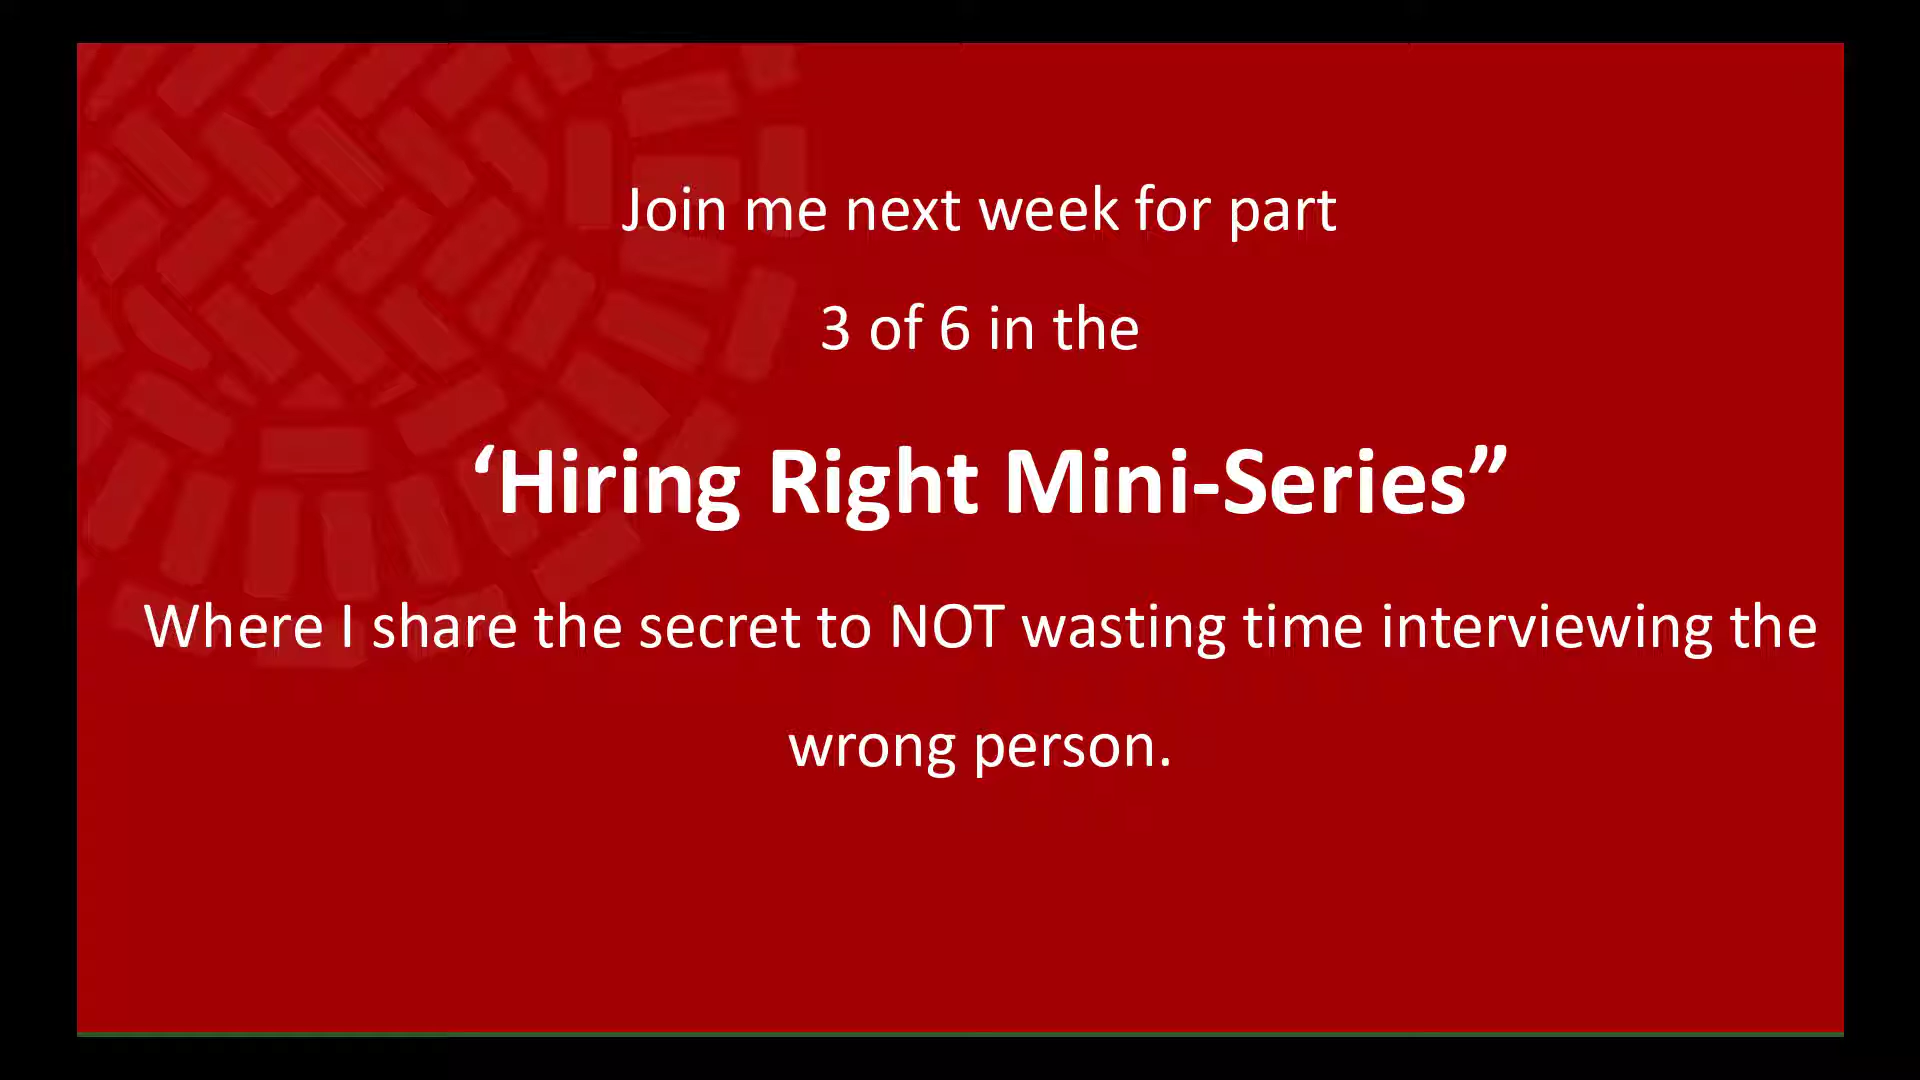 Join me next week for part
3 of 6 in the
‘Hiring Right Mini-Series”
Where I share the secret to NOT wasting time interviewing the
wrong person.